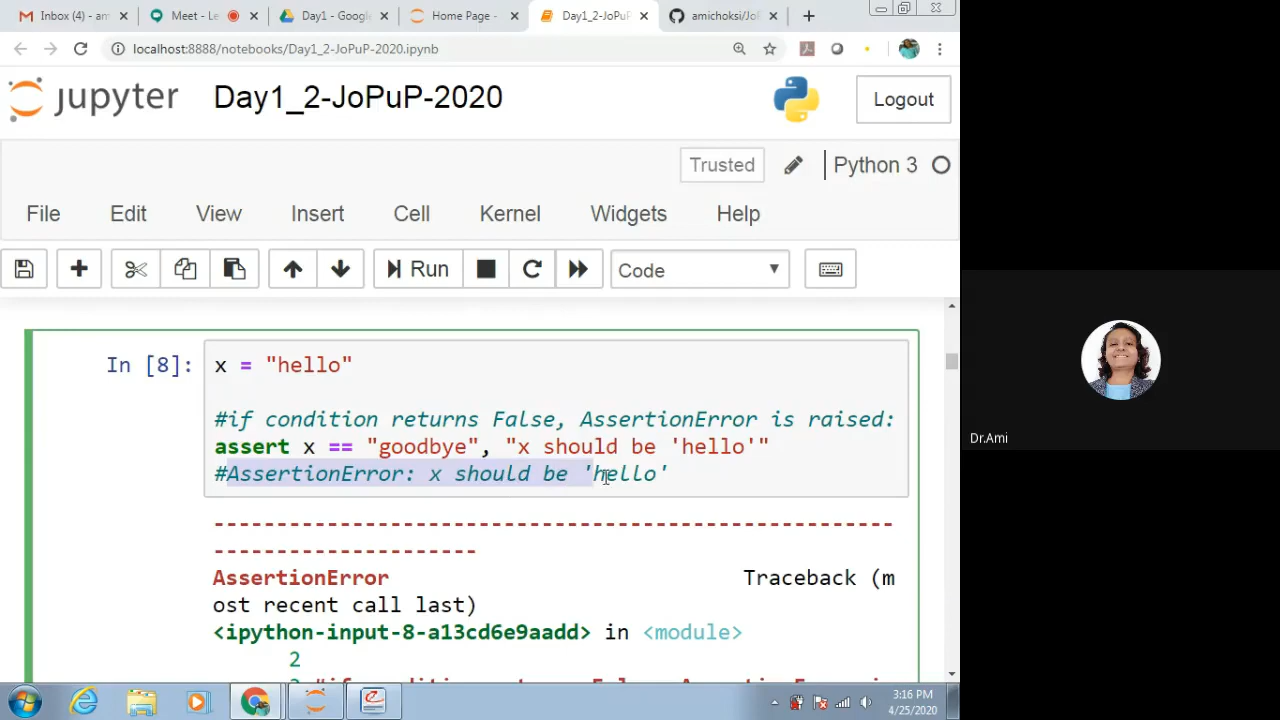 Inbox (4) - am
Meet - Le
Day1 - Google
Home Page -
Day1_2-JoPuP
amichoksi/JoP
localhost:8888/notebooks/Day1_2-JoPuP-2020.ipynb
jupyter
Day1_2-JoPuP-2020
Logout
Trusted
Python 3
File Edit View Insert Cell Kernel Widgets Help
Run
Code
In [8]: x = "hello"
#if condition returns False, AssertionError is raised:
assert x == "goodbye", "x should be 'hello'"
#AssertionError: x should be 'hello'
--------------------------------------------------
--------------------
AssertionError Traceback (m
ost recent call last)
<ipython-input-8-a13cd6e9aadd> in <module>
2
Dr.Ami
3:16 PM
4/25/2020